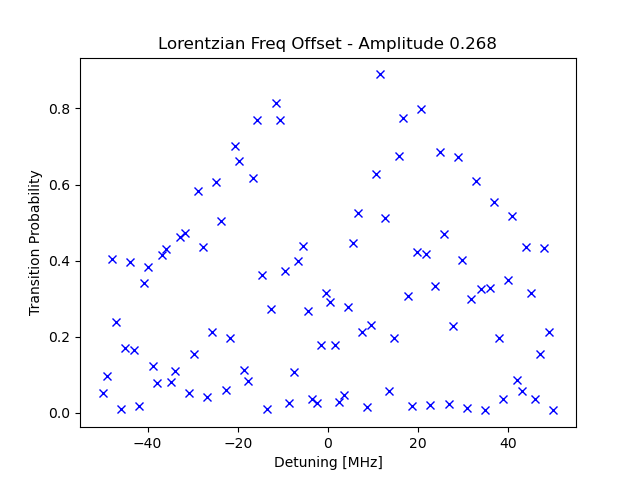 Lorentzian Freq Offset - Amplitude 0.268
Transition Probability
0.8
0.6
0.4
0.2
0.0
−40 −20 0 20 40
Detuning [MHz]